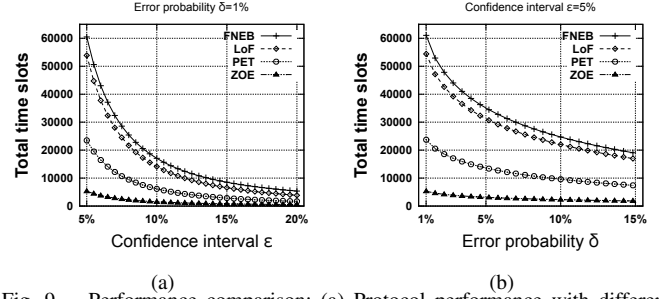 Error probability δ=1%
60000
50000
40000
30000
20000
10000
0
Total time slots
FNEB
LoF
PET
ZOE
5%
10%
15%
20%
Confidence interval ε
(a)
Confidence interval ε=5%
60000
50000
40000
30000
20000
10000
0
Total time slots
FNEB
LoF
PET
ZOE
1%
5%
10%
15%
Error probability δ
(b)
Fig. 9. Performance comparison: (a) Protocol performance with differe